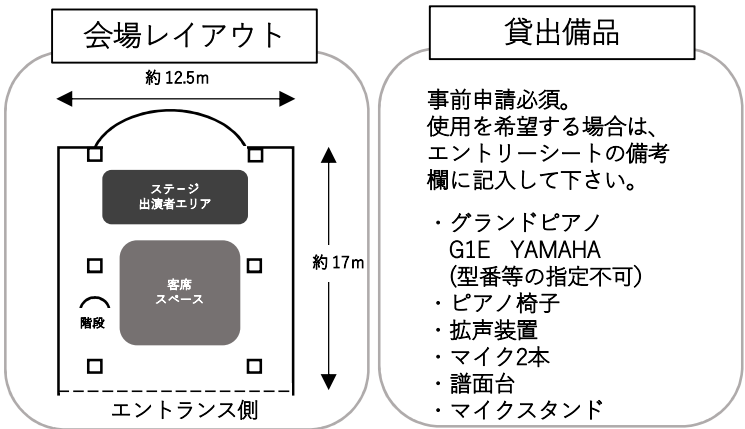 会場レイアウト
約 12.5m
ステージ
出演者エリア
約 17m
客席
スペース
階段
エントランス側
貸出備品
事前申請必須。
使用を希望する場合は、
エントリーシートの備考
欄に記入して下さい。
・グランドピアノ
G1E YAMAHA
(型番等の指定不可)
・ピアノ椅子
・拡声装置
・マイク2本
・譜面台
・マイクスタンド